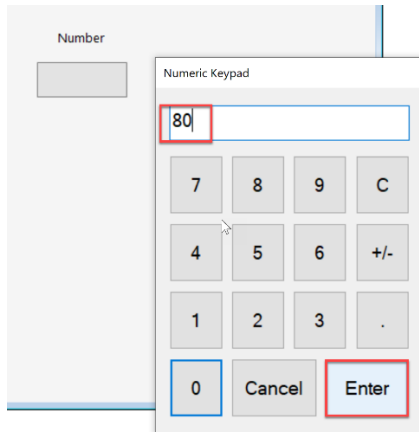 Number
Numeric Keypad
80
7 8 9 C
4 5 6 +/-
1 2 3 .
0 Cancel Enter